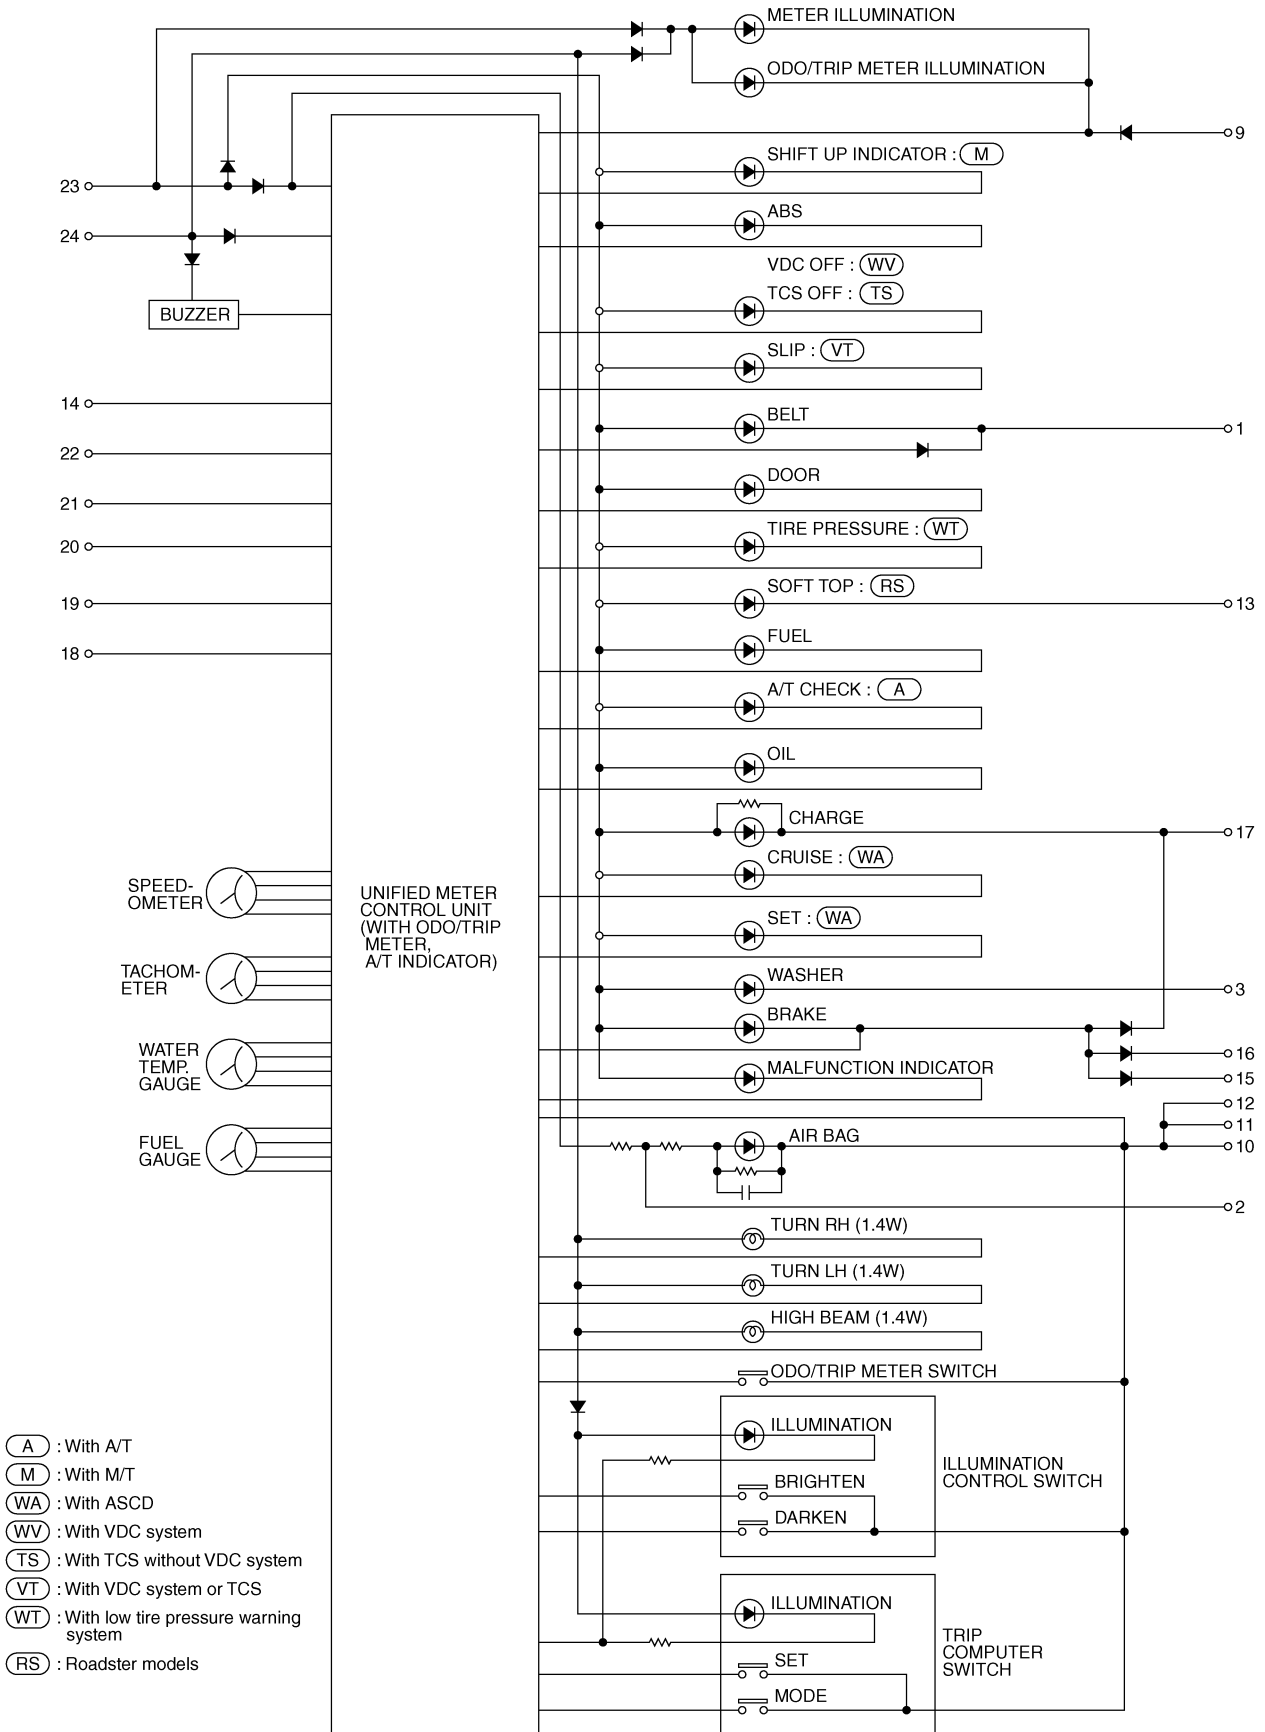 METER ILLUMINATION
ODO/TRIP METER ILLUMINATION
9
SHIFT UP INDICATOR : M
23
ABS
24
VDC OFF : WV
TCS OFF : TS
BUZZER
SLIP : VT
14
BELT
1
22
DOOR
21
TIRE PRESSURE : WT
20
SOFT TOP : RS
19
13
FUEL
18
A/T CHECK : A
OIL
CHARGE
17
CRUISE : WA
SPEED-
OMETER
UNIFIED METER
CONTROL UNIT
(WITH ODO/TRIP
METER,
A/T INDICATOR)
SET : WA
TACHOM-
ETER
WASHER
3
BRAKE
WATER
TEMP.
GAUGE
16
MALFUNCTION INDICATOR
15
12
11
FUEL
GAUGE
AIR BAG
10
2
TURN RH (1.4W)
TURN LH (1.4W)
HIGH BEAM (1.4W)
ODO/TRIP METER SWITCH
ILLUMINATION
ILLUMINATION
CONTROL SWITCH
BRIGHTEN
DARKEN
ILLUMINATION
TRIP
COMPUTER
SWITCH
SET
MODE
A : With A/T
M : With M/T
WA : With ASCD
WV : With VDC system
TS : With TCS without VDC system
VT : With VDC system or TCS
WT : With low tire pressure warning
system
RS : Roadster models